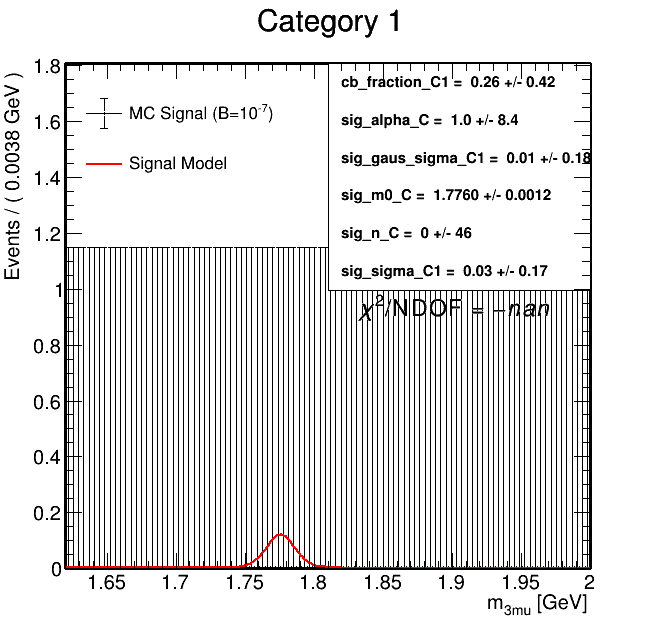 Category 1
Events / ( 0.0038 GeV )
1.8
1.6
1.4
1.2
1
0.8
0.6
0.4
0.2
0
MC Signal (B=10⁻⁷)
Signal Model
cb_fraction_C1 = 0.26 +/- 0.42
sig_alpha_C = 1.0 +/- 8.4
sig_gaus_sigma_C1 = 0.01 +/- 0.18
sig_m0_C = 1.7760 +/- 0.0012
sig_n_C = 0 +/- 46
sig_sigma_C1 = 0.03 +/- 0.17
χ²/NDOF = −nan
1.65 1.7 1.75 1.8 1.85 1.9 1.95 2
m₃ₘᵤ [GeV]